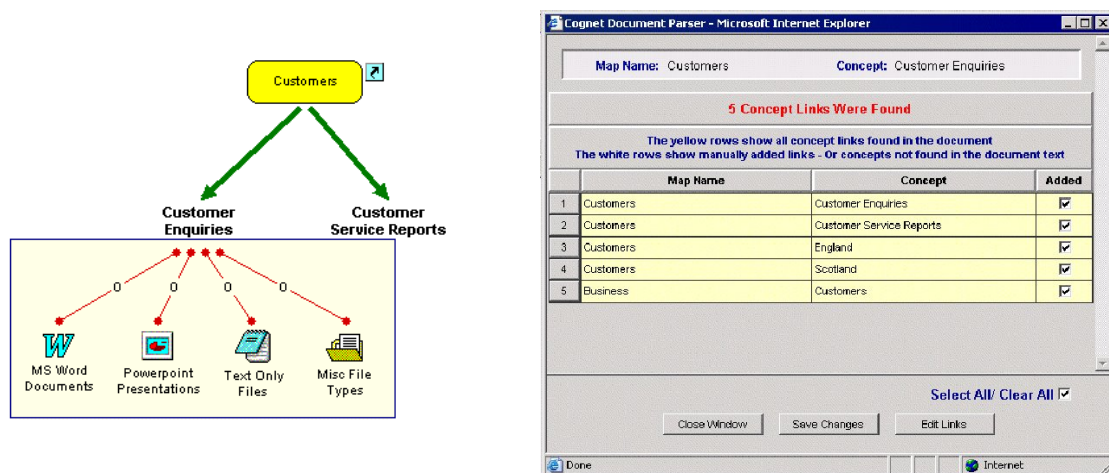 Customers
Customer
Enquiries
Customer
Service Reports
0
0
0
0
MS Word
Documents
Powerpoint
Presentations
Text Only
Files
Misc File
Types
Cognet Document Parser - Microsoft Internet Explorer
Map Name: Customers Concept: Customer Enquiries
5 Concept Links Were Found
The yellow rows show all concept links found in the document
The white rows show manually added links - Or concepts not found in the document text
Map Name Concept Added
1 Customers Customer Enquiries
2 Customers Customer Service Reports
3 Customers England
4 Customers Scotland
5 Business Customers
Select All/ Clear All
Close Window Save Changes Edit Links
Done Internet